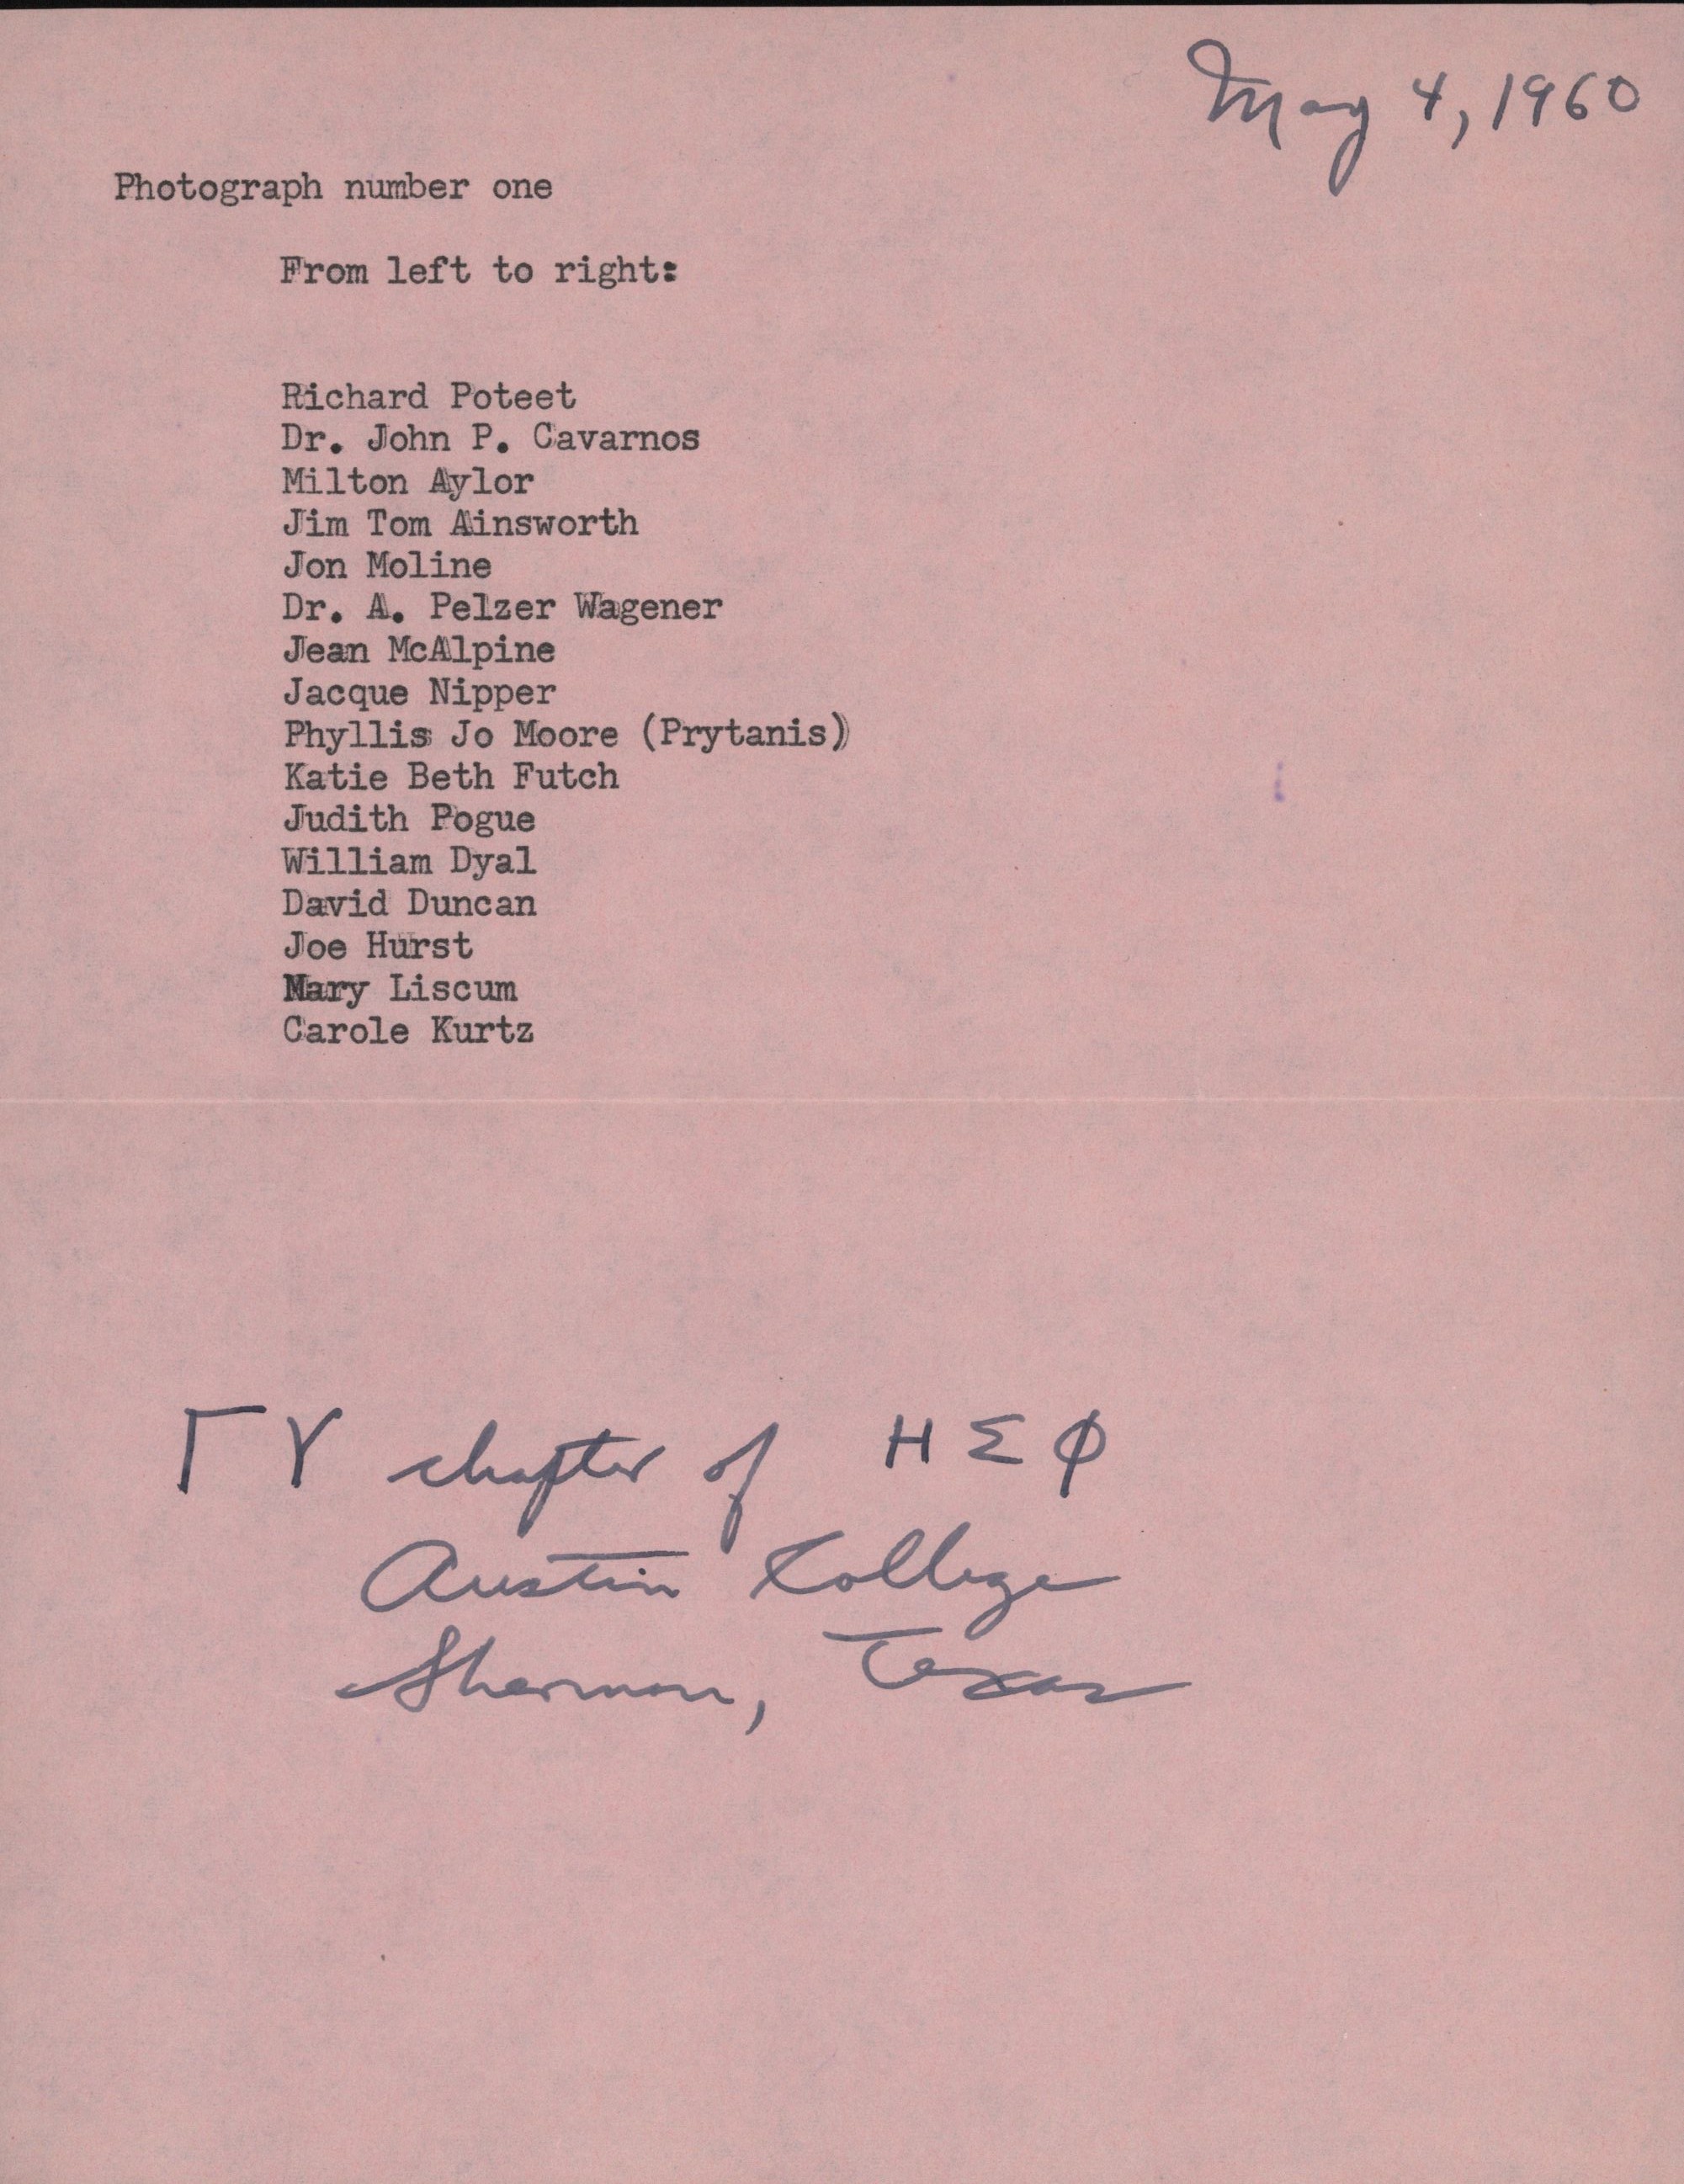 May 4, 1960
Photograph number one
From left to right:
Richard Poteet
Dr. John P. Cavarnos
Milton Aylor
Jim Tom Ainsworth
Jon Moline
Dr. A. Pelzer Wagener
Jean McAlpine
Jacque Nipper
Phyllis Jo Moore (Prytanis)
Katie Beth Futch
Judith Pogue
William Dyal
David Duncan
Joe Hurst
Mary Liscum
Carole Kurtz
Γ Υ chapter of Η Σ Φ
Austin College
Sherman, Texas